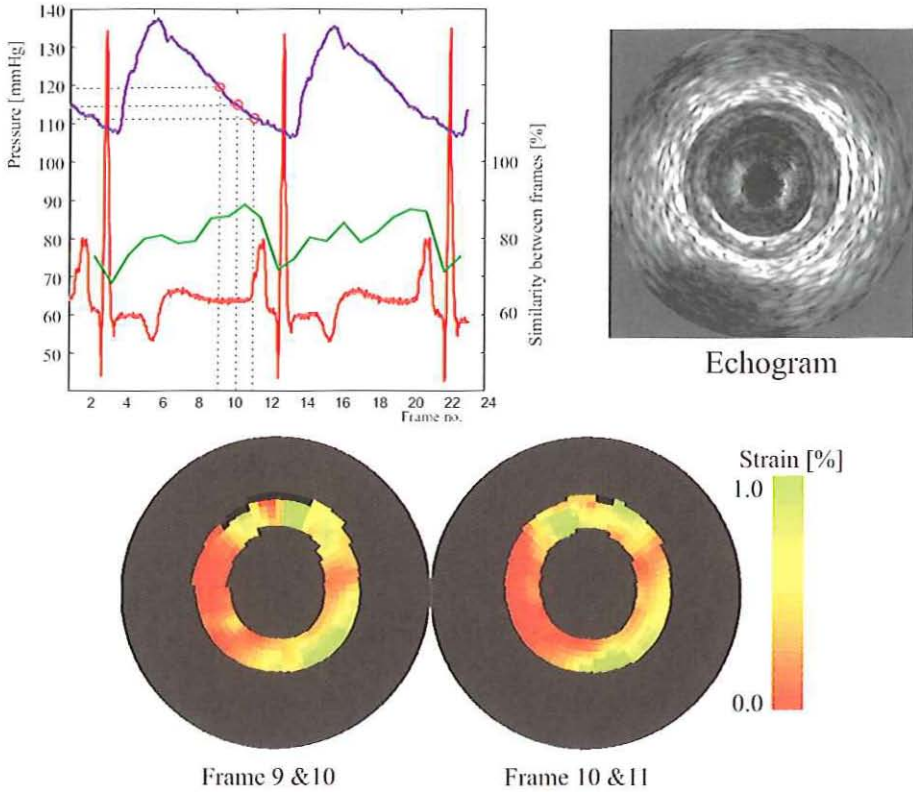 Pressure [mmHg]
140
130
120
110
100
90
80
70
60
50
2 4 6 8 10 12 14 16 18 20 22 24
Frame no.
100
80
60
Similarity between frames [%]
Echogram
Strain [%]
1.0
0.0
Frame 9 &10
Frame 10 &11